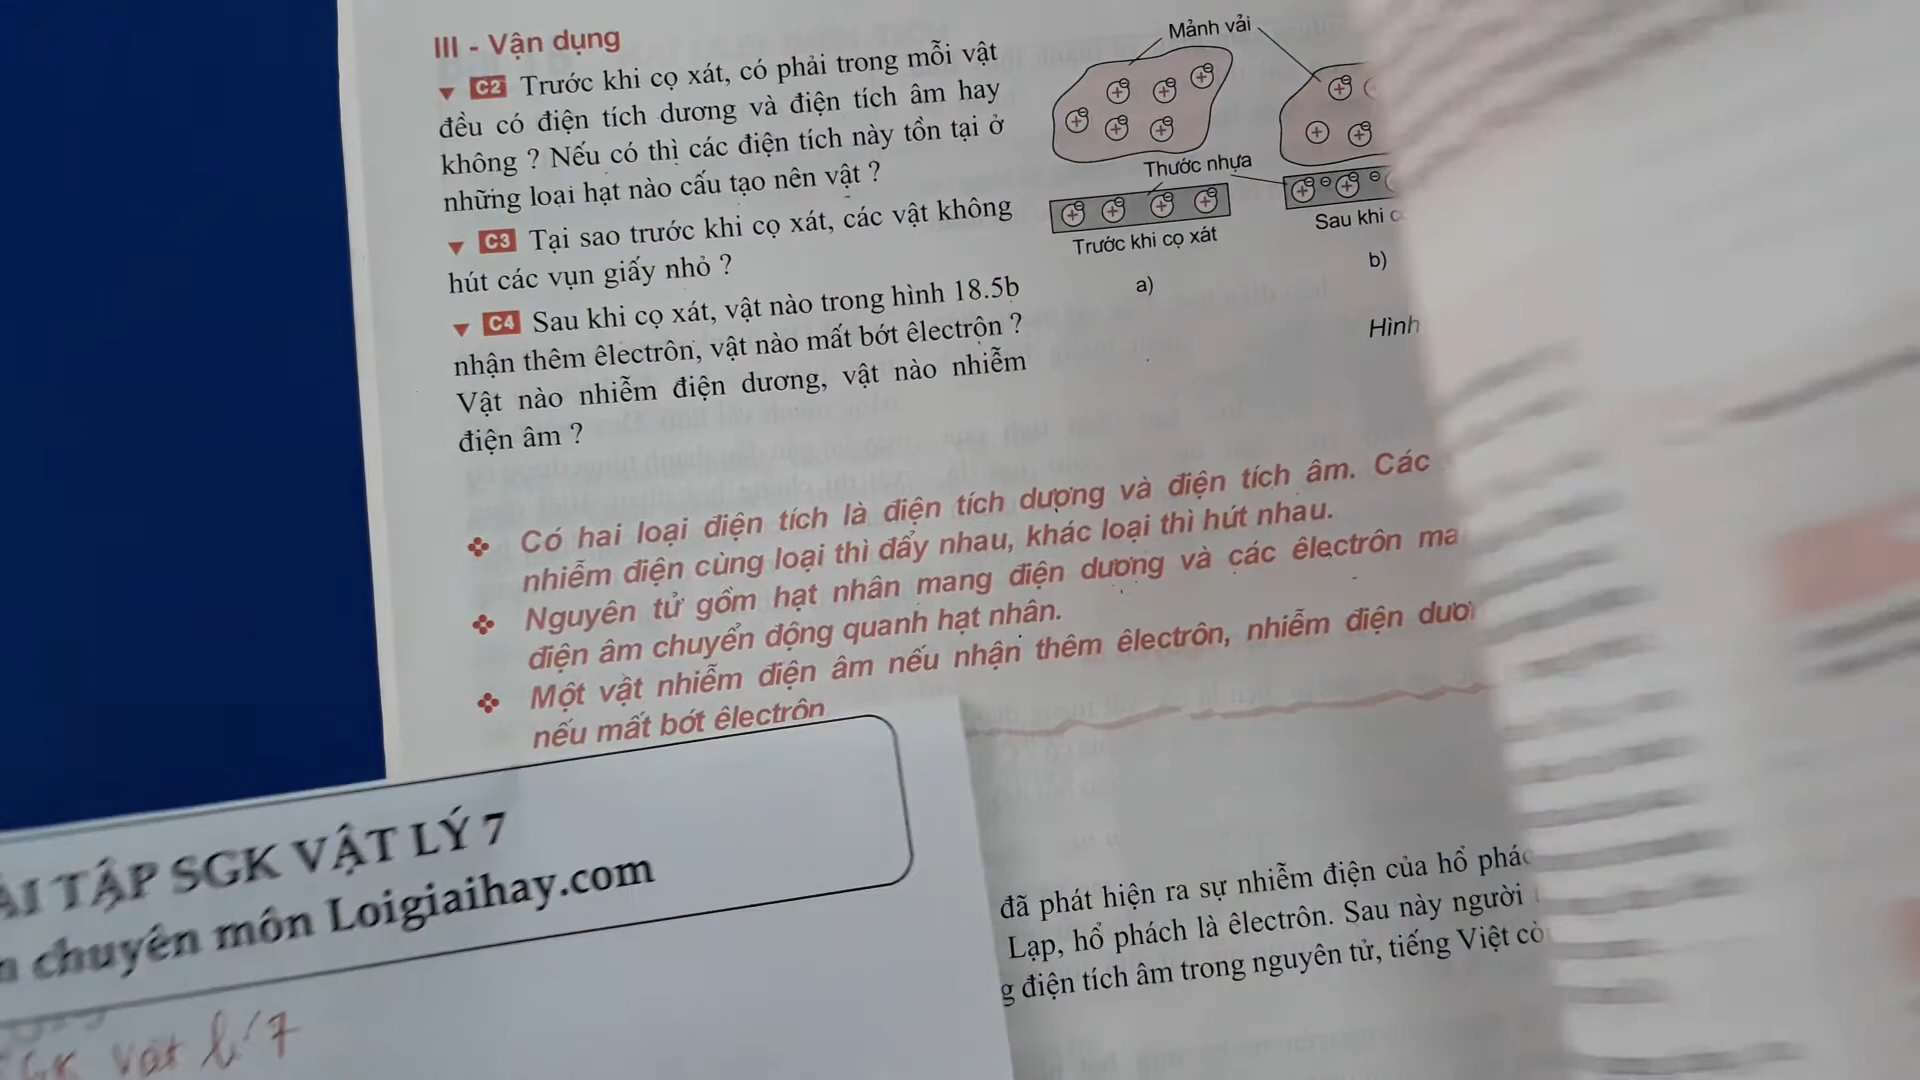 III - Vận dụng
C2 Trước khi cọ xát, có phải trong mỗi vật
đều có điện tích dương và điện tích âm hay
không ? Nếu có thì các điện tích này tồn tại ở
những loại hạt nào cấu tạo nên vật ?
C3 Tại sao trước khi cọ xát, các vật không
hút các vụn giấy nhỏ ?
C4 Sau khi cọ xát, vật nào trong hình 18.5b
nhận thêm êlectrôn, vật nào mất bớt êlectrôn ?
Vật nào nhiễm điện dương, vật nào nhiễm
điện âm ?
Mảnh vải
Thước nhựa
Trước khi cọ xát
Sau khi
a)
b)
Hình
Có hai loại điện tích là điện tích dương và điện tích âm. Các
nhiễm điện cùng loại thì đẩy nhau, khác loại thì hút nhau.
Nguyên tử gồm hạt nhân mang điện dương và các êlectrôn
điện âm chuyển động quanh hạt nhân.
Một vật nhiễm điện âm nếu nhận thêm êlectrôn, nhiễm điện
nếu mất bớt êlectrôn
TẬP SGK VẬT LÝ 7
chuyên môn Loigiaihay.com
vat lí 7
đã phát hiện ra sự nhiễm điện của hổ
Lạp, hổ phách là êlectrôn. Sau này người
điện tích âm trong nguyên tử, tiếng Việt